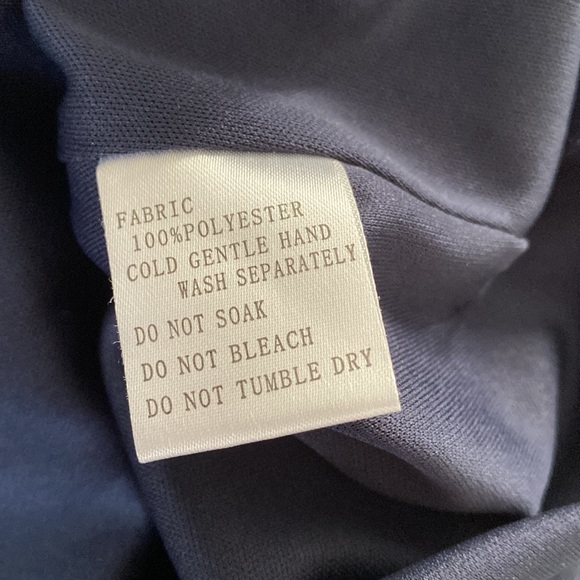 FABRIC
100%POLYESTER
COLD GENTLE HAND
WASH SEPARATELY
DO NOT SOAK
DO NOT BLEACH
DO NOT TUMBLE DRY